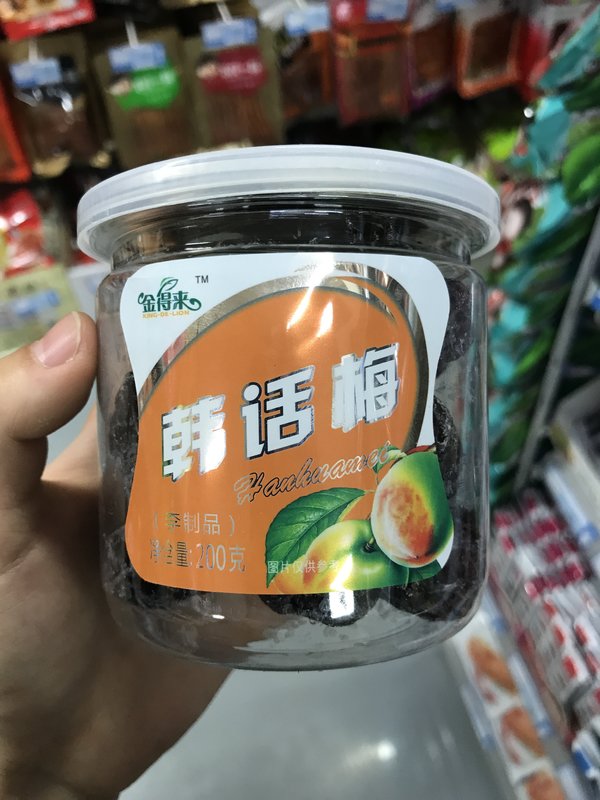 金得来
TM
KING-DE-LION
韩话梅
Hanhuamei
(李制品)
净含量:200克
图片仅供参考